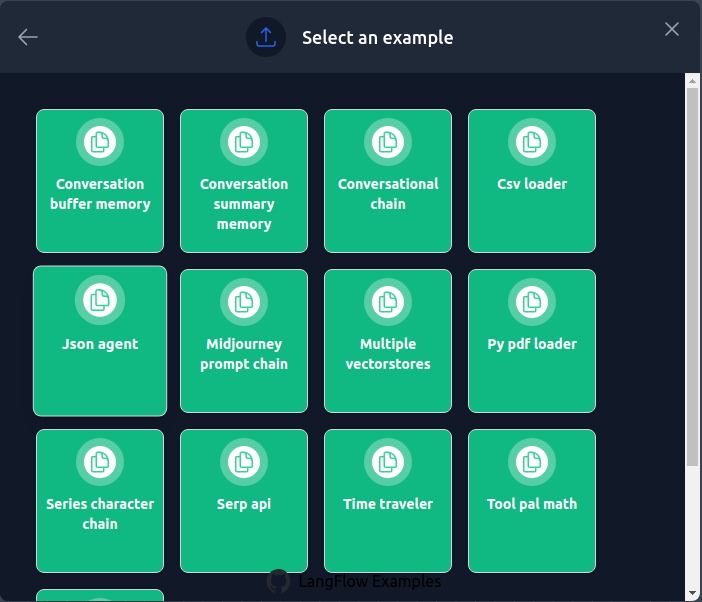 Select an example
Conversation
buffer memory
Conversation
summary
memory
Conversational
chain
Csv loader
Json agent
Midjourney
prompt chain
Multiple
vectorstores
Py pdf loader
Series character
chain
Serp api
Time traveler
Tool pal math
LangFlow Examples